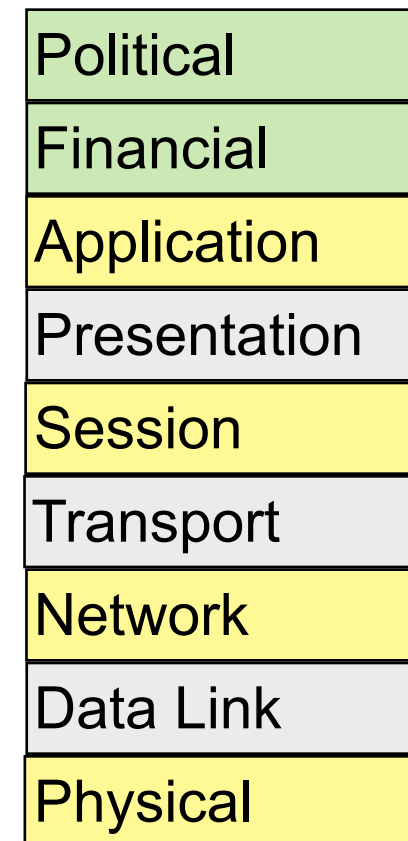 Political
Financial
Application
Presentation
Session
Transport
Network
Data Link
Physical